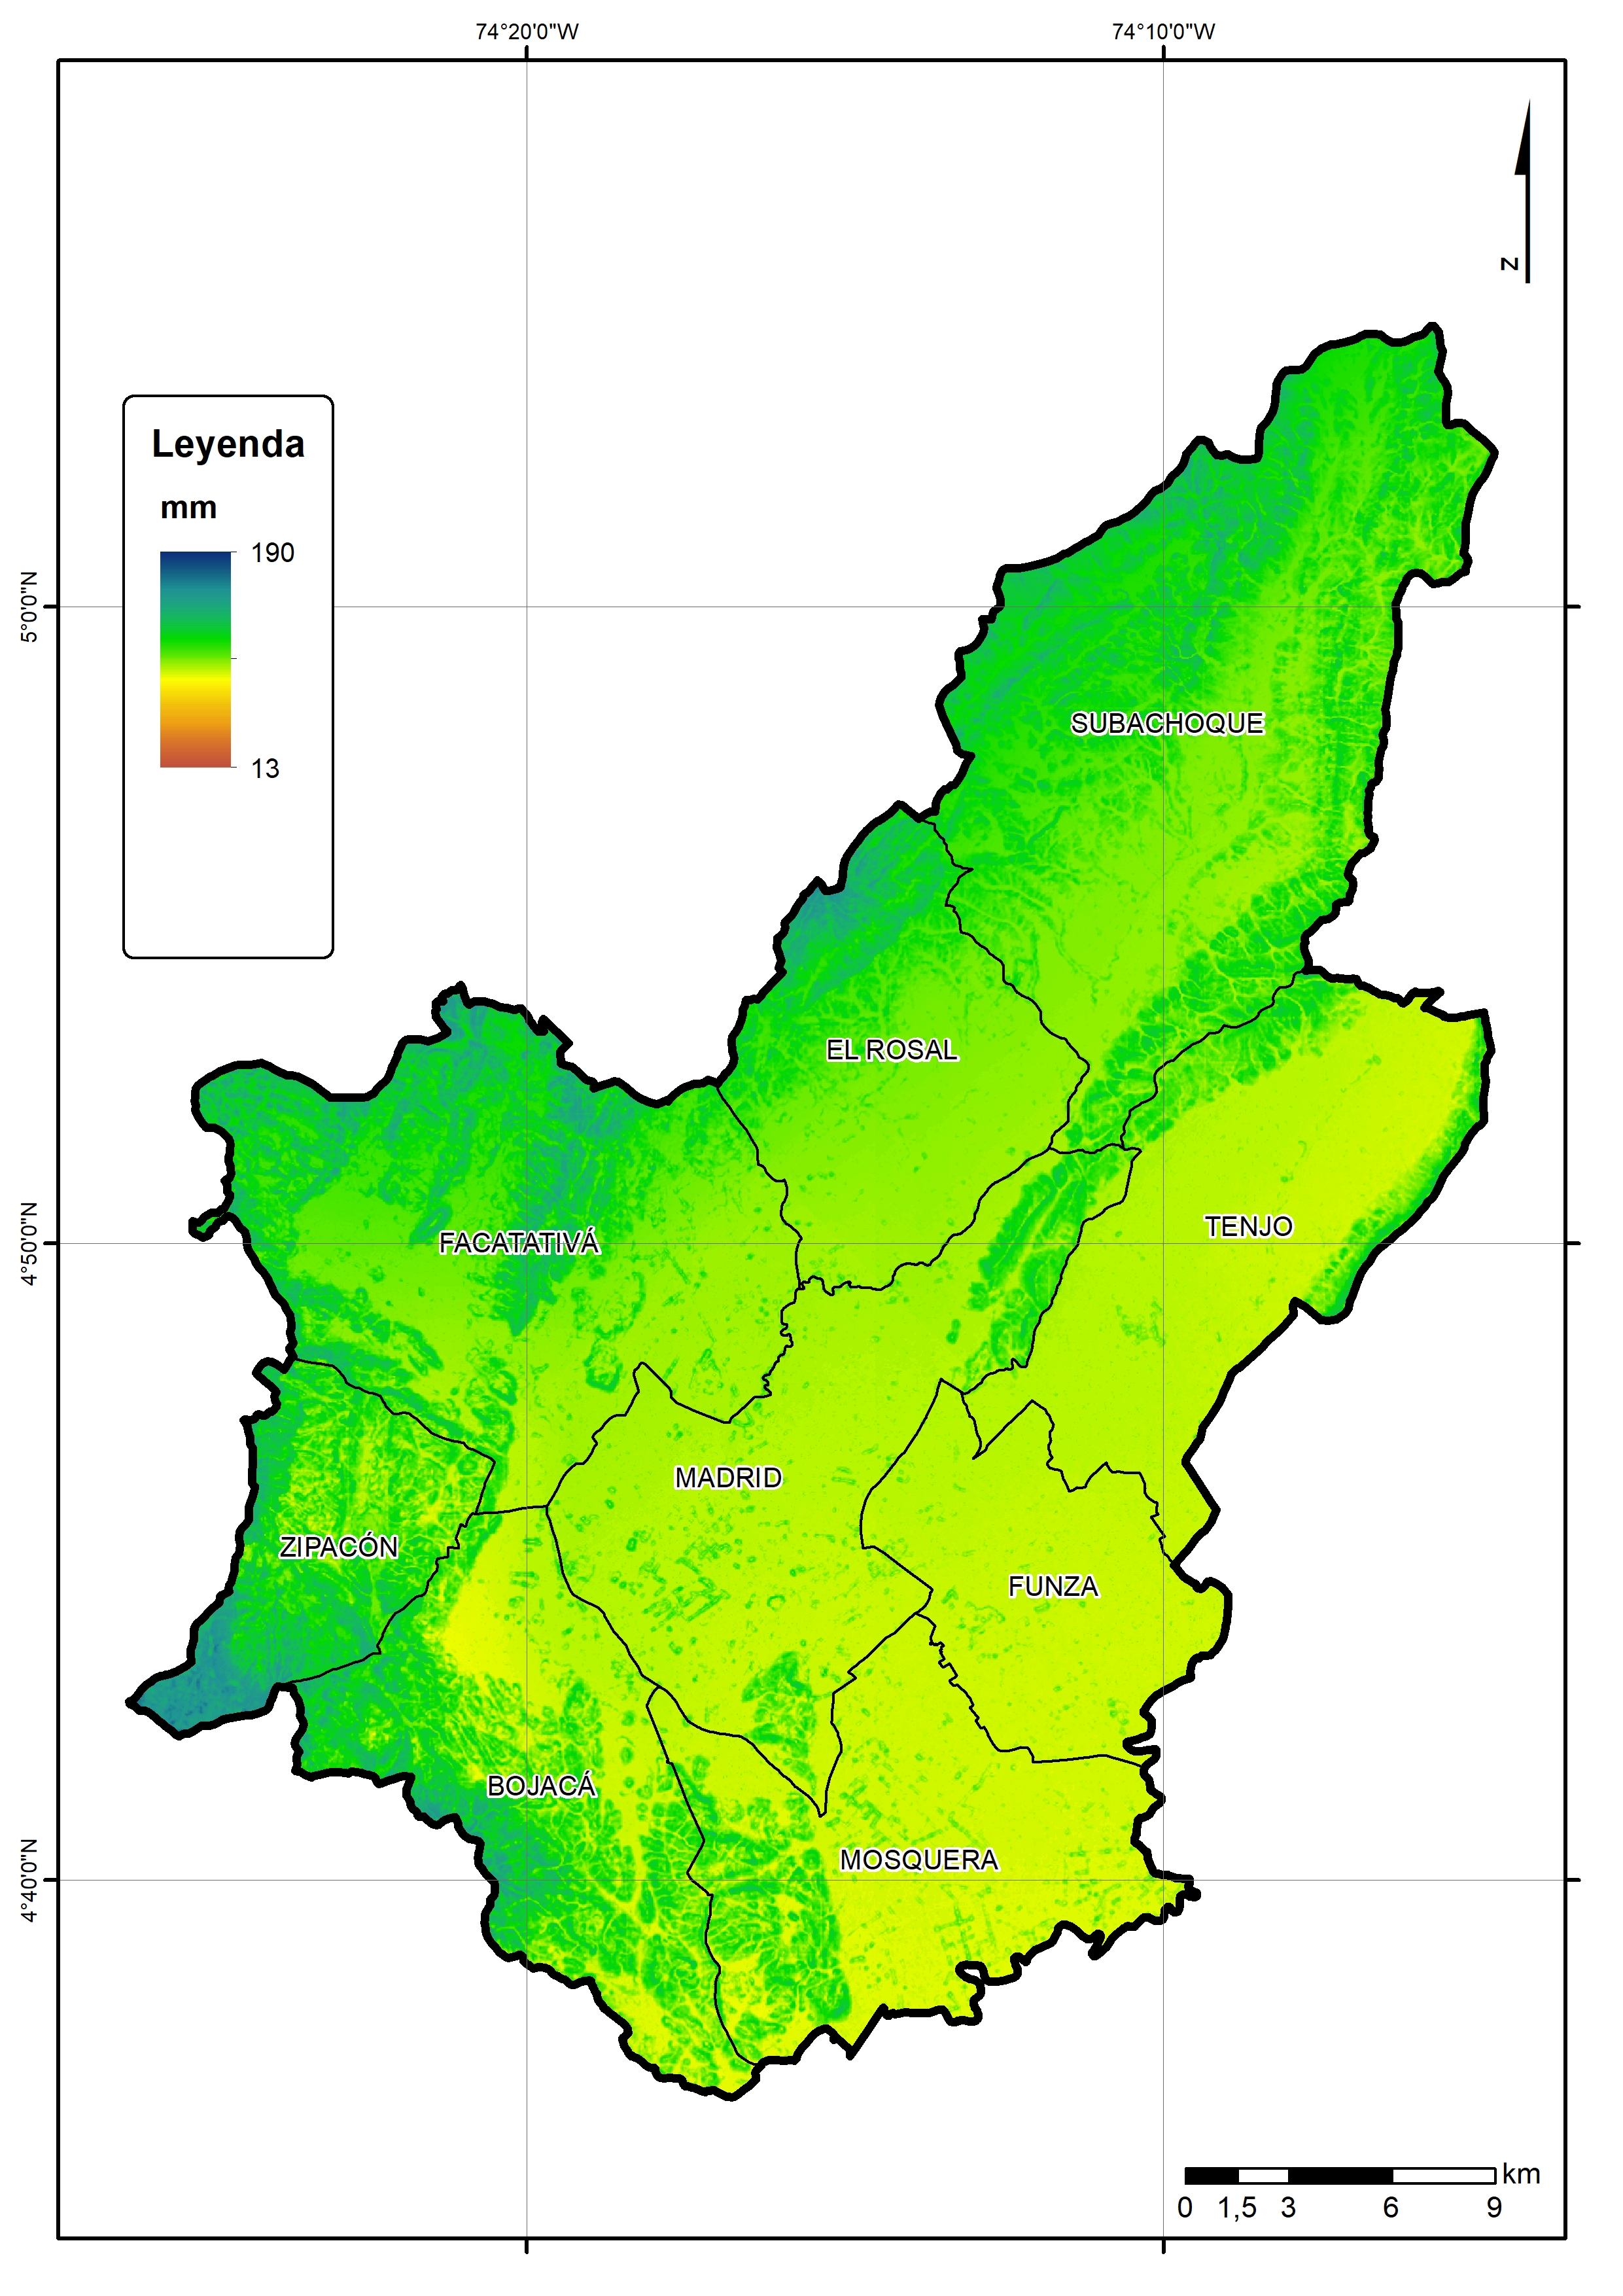 74°20'0"W
74°10'0"W
N
Leyenda
mm
190
13
5°0'0"N
SUBACHOQUE
EL ROSAL
4°50'0"N
TENJO
FACATATIVÁ
MADRID
ZIPACÓN
FUNZA
BOJACÁ
MOSQUERA
4°40'0"N
km
0 1,5 3 6 9